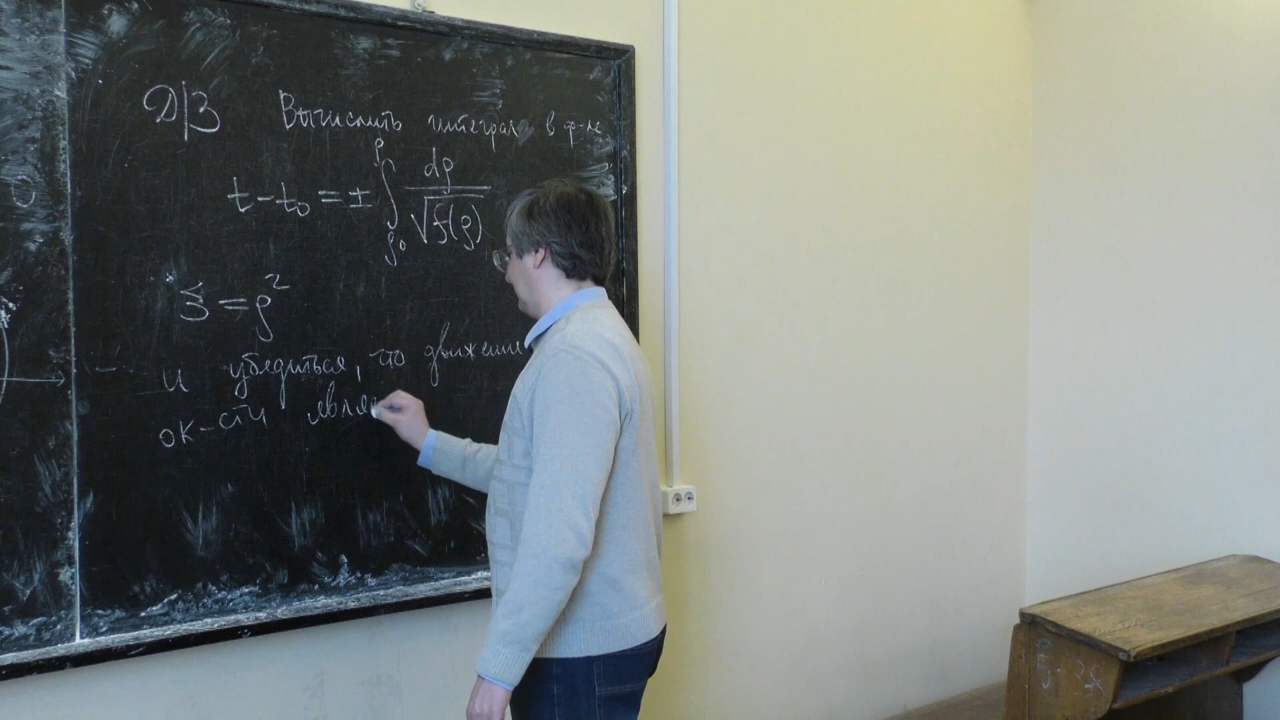 Д/З Вычислить интеграл в ф-ле
t - t₀ = ± ∫_{ρ₀}^{ρ} dρ / √f(ρ)
ξ = ρ²
и убедиться, что движение
ок-сти явля